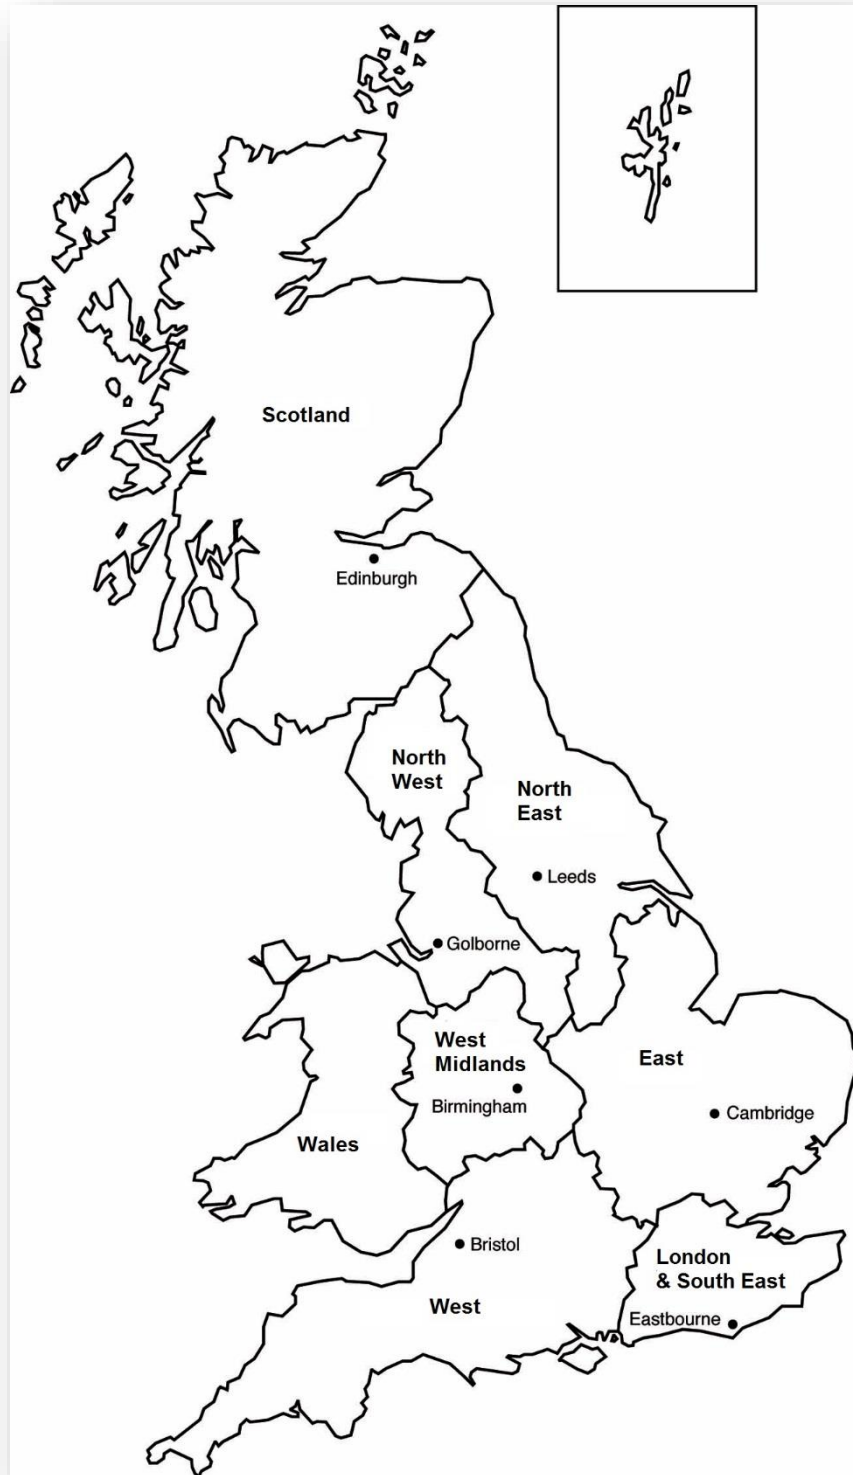 Scotland
Edinburgh
North
West
North
East
Leeds
Golborne
West
Midlands
East
Birmingham
Cambridge
Wales
Bristol
London
& South East
West
Eastbourne